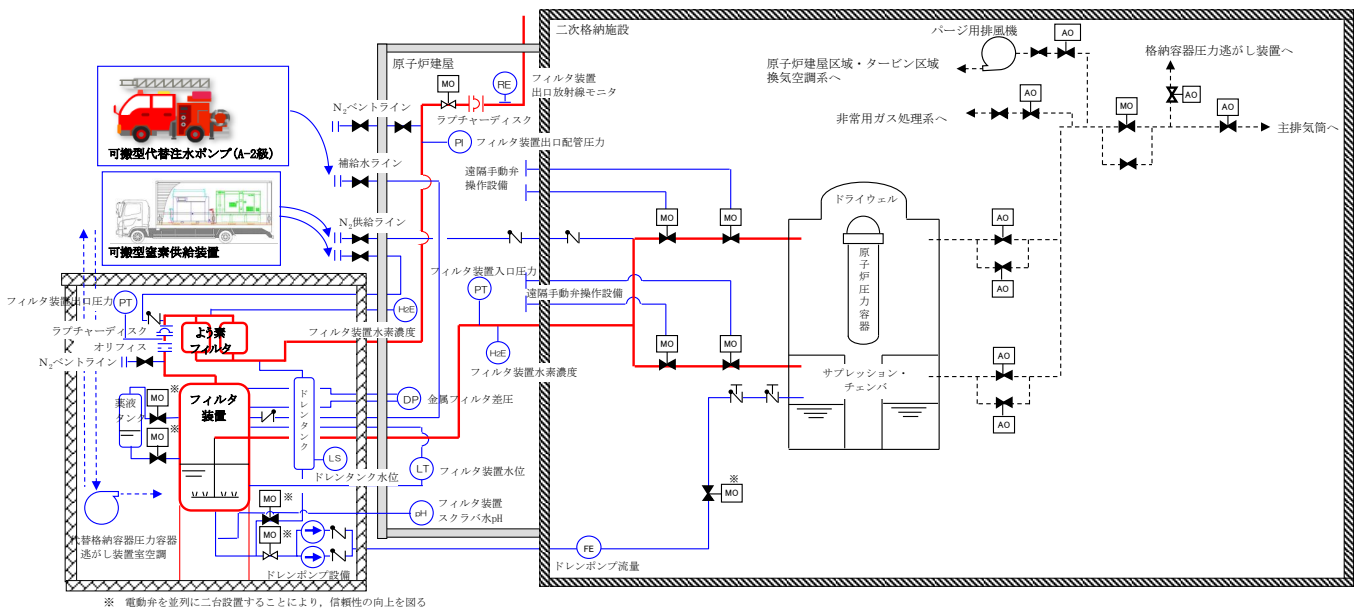 二次格納施設
パージ用排風機
AO
原子炉建屋区域・タービン区域
換気空調系へ
格納容器圧力逃がし装置へ
AO
AO
MO
AO
非常用ガス処理系へ
主排気筒へ
原子炉建屋
MO
RE
フィルタ装置
出口放射線モニタ
ラプチャーディスク
N₂ベントライン
PI
フィルタ装置出口配管圧力
可搬型代替注水ポンプ(A-2級)
補給水ライン
遠隔手動弁
操作設備
N₂供給ライン
可搬型窒素供給装置
MO
MO
ドライウェル
原子炉圧力容器
AO
AO
フィルタ装置入口圧力
PT
遠隔手動弁操作設備
フィルタ装置出口圧力
PT
H2E
ラプチャーディスク
よう素
フィルタ
フィルタ装置水素濃度
オリフィス
N₂ベントライン
H2E
フィルタ装置水素濃度
MO
MO
サプレッション・
チェンバ
AO
AO
薬液
タンク
MO
※
MO
※
フィルタ
装置
ドレンタンク
DP
金属フィルタ差圧
LS
ドレンタンク水位
LT
フィルタ装置水位
※
MO
MO
※
MO
※
pH
フィルタ装置
スクラバ水pH
代替格納容器圧力容器
逃がし装置室空調
ドレンポンプ設備
FE
ドレンポンプ流量
※ 電動弁を並列に二台設置することにより，信頼性の向上を図る